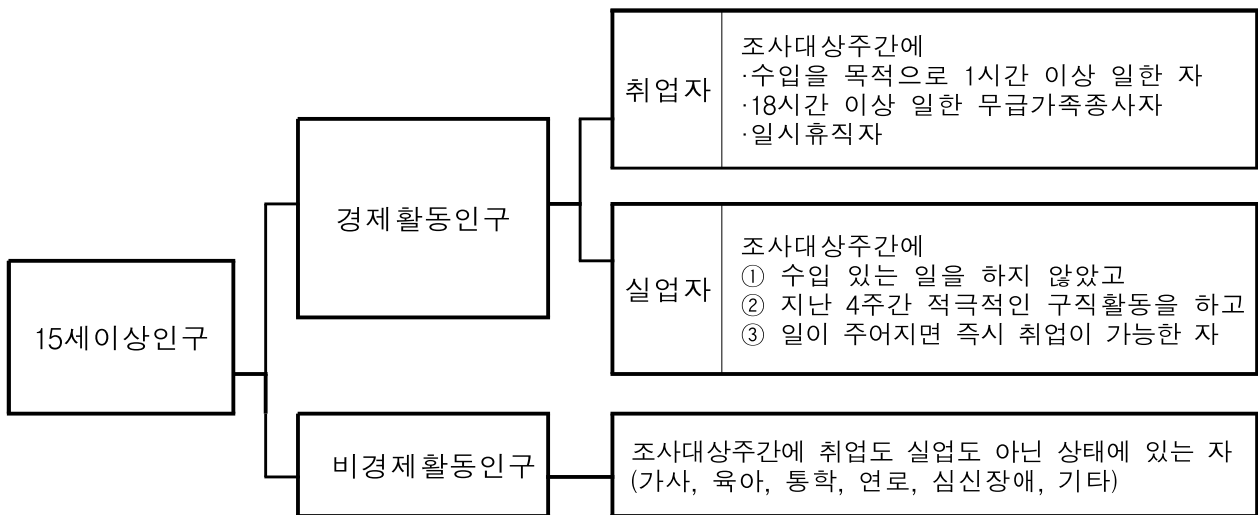 15세이상인구
경제활동인구
취업자
조사대상주간에
·수입을 목적으로 1시간 이상 일한 자
·18시간 이상 일한 무급가족종사자
·일시휴직자
실업자
조사대상주간에
① 수입 있는 일을 하지 않았고
② 지난 4주간 적극적인 구직활동을 하고
③ 일이 주어지면 즉시 취업이 가능한 자
비경제활동인구
조사대상주간에 취업도 실업도 아닌 상태에 있는 자
(가사, 육아, 통학, 연로, 심신장애, 기타)